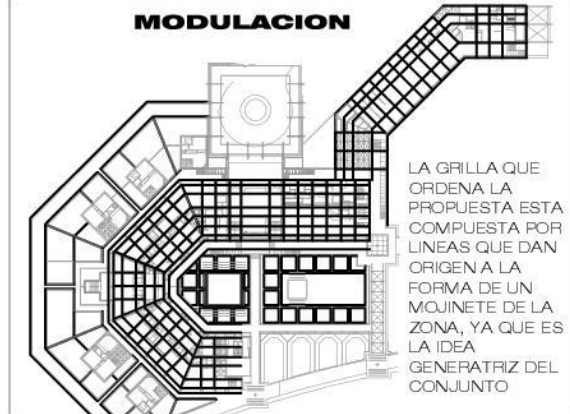 MODULACION
LA GRILLA QUE
ORDENA LA
PROPUESTA ESTA
COMPUESTA POR
LINEAS QUE DAN
ORIGEN A LA
FORMA DE UN
MOJINETE DE LA
ZONA, YA QUE ES
LA IDEA
GENERATRIZ DEL
CONJUNTO